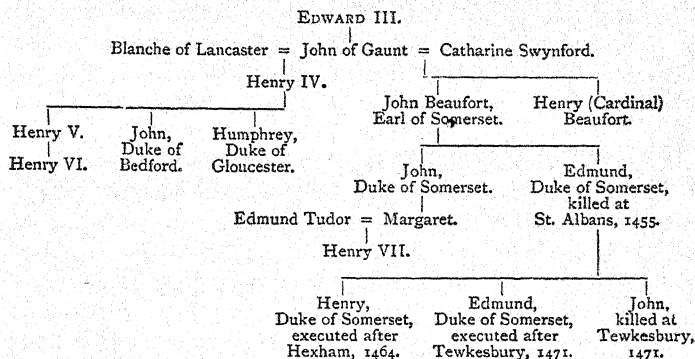 EDWARD III.
Blanche of Lancaster = John of Gaunt = Catharine Swynford.
Henry IV.
John Beaufort,
Earl of Somerset.
Henry (Cardinal)
Beaufort.
Henry V.
John,
Duke of
Bedford.
Humphrey,
Duke of
Gloucester.
Henry VI.
John,
Duke of Somerset.
Edmund,
Duke of Somerset,
killed at
St. Albans, 1455.
Edmund Tudor = Margaret.
Henry VII.
Henry,
Duke of Somerset,
executed after
Hexham, 1464.
Edmund,
Duke of Somerset,
executed after
Tewkesbury, 1471.
John,
killed at
Tewkesbury,
1471.